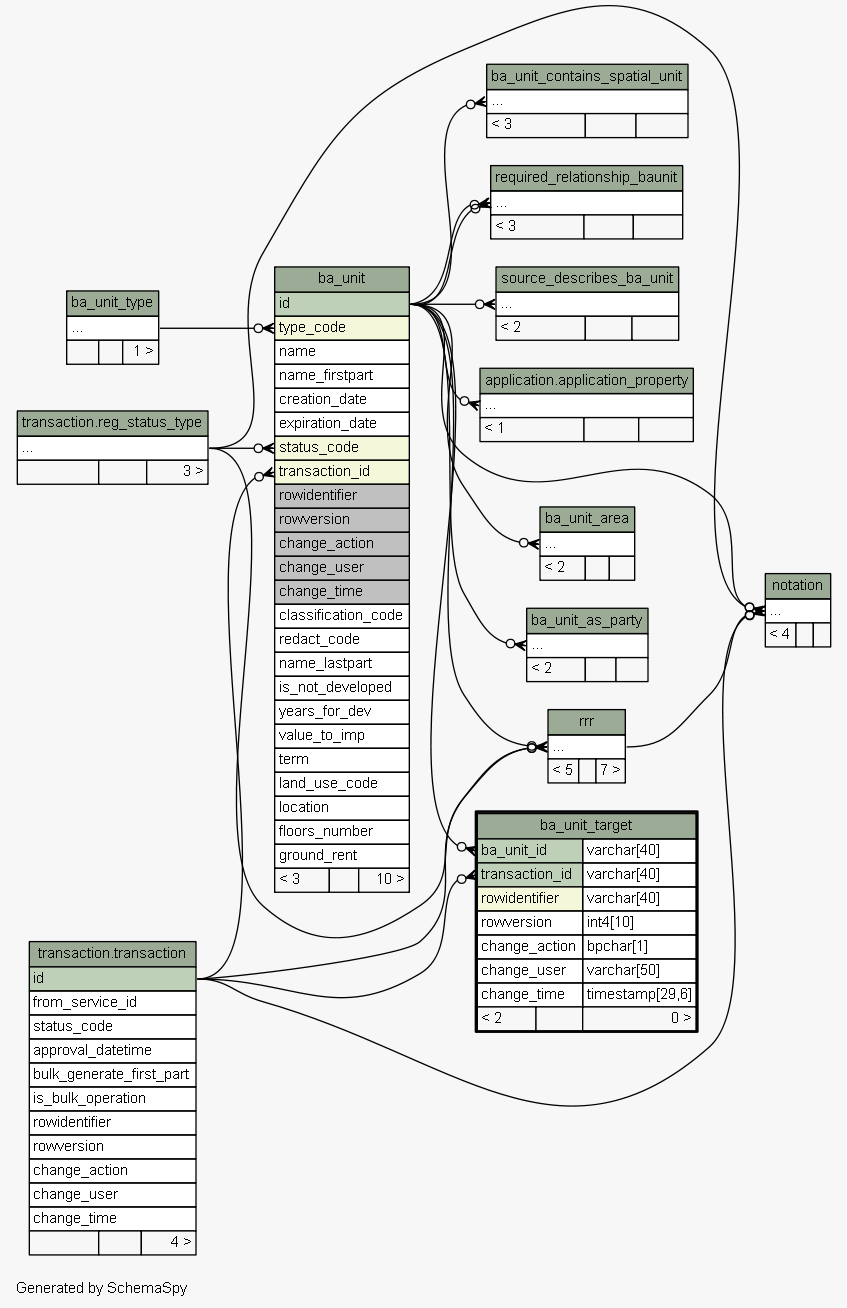 ba_unit_contains_spatial_unit
...
< 3
required_relationship_baunit
...
< 3
source_describes_ba_unit
...
< 2
application.application_property
...
< 1
ba_unit_type
...
1 >
transaction.reg_status_type
...
3 >
ba_unit
id
type_code
name
name_firstpart
creation_date
expiration_date
status_code
transaction_id
rowidentifier
rowversion
change_action
change_user
change_time
classification_code
redact_code
name_lastpart
is_not_developed
years_for_dev
value_to_imp
term
land_use_code
location
floors_number
ground_rent
< 3 10 >
ba_unit_area
...
< 2
notation
...
< 4
ba_unit_as_party
...
< 2
rrr
...
< 5 7 >
ba_unit_target
ba_unit_id varchar[40]
transaction_id varchar[40]
rowidentifier varchar[40]
rowversion int4[10]
change_action bpchar[1]
change_user varchar[50]
change_time timestamp[29,6]
< 2 0 >
transaction.transaction
id
from_service_id
status_code
approval_datetime
bulk_generate_first_part
is_bulk_operation
rowidentifier
rowversion
change_action
change_user
change_time
4 >
Generated by SchemaSpy